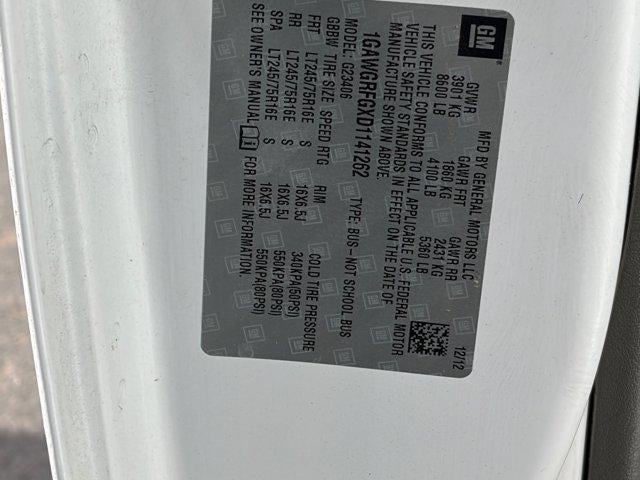 GM
MFD BY GENERAL MOTORS LLC 12/12
GVWR GAWR FRT GAWR RR
3901 KG 1860 KG 2431 KG
8600 LB 4100 LB 5360 LB
THIS VEHICLE CONFORMS TO ALL APPLICABLE U.S. FEDERAL MOTOR
VEHICLE SAFETY STANDARDS IN EFFECT ON THE DATE OF
MANUFACTURE SHOWN ABOVE.
1GAWGRFGXD1141262 TYPE: BUS-NOT SCHOOL BUS
MODEL: G23406
GBBW TIRE SIZE SPEED RTG RIM COLD TIRE PRESSURE
FRT LT245/75R16E S 16X6.5J 340KPA(50PSI)
RR LT245/75R16E S 16X6.5J 550KPA(80PSI)
SPA LT245/75R16E S 16X6.5J 550KPA(80PSI)
SEE OWNER'S MANUAL FOR MORE INFORMATION.